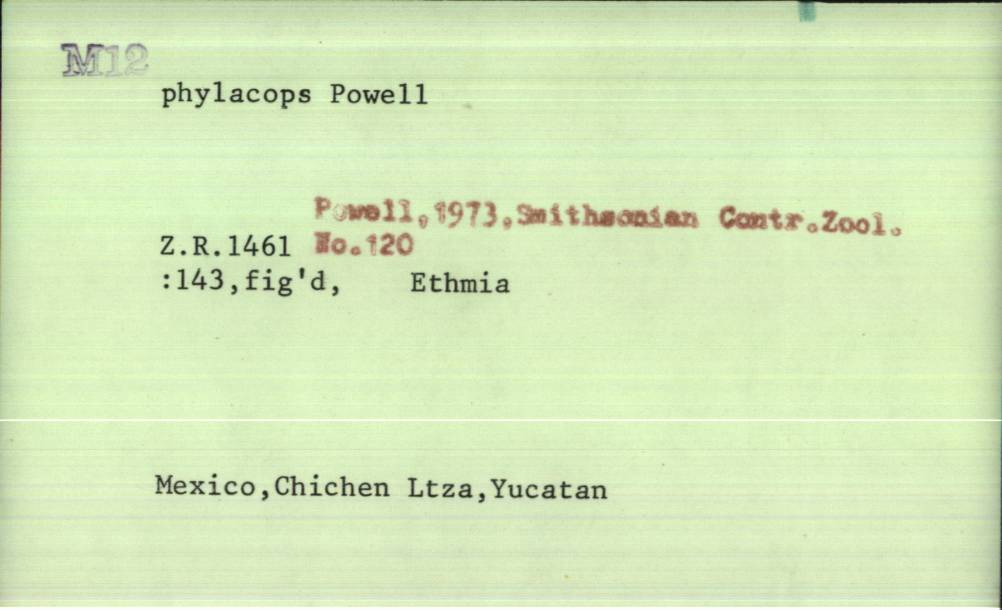 M12
phylacops Powell
Powell,1973,Smithsonian Contr.Zool.
Z.R.1461 No.120
:143,fig'd, Ethmia
Mexico,Chichen Ltza,Yucatan